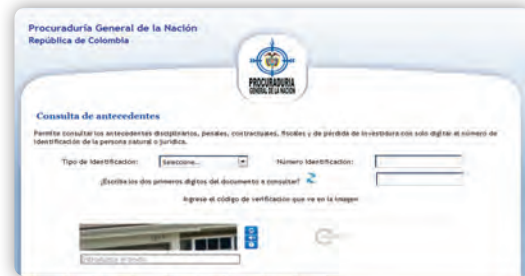 Procuraduría General de la Nación
República de Colombia
PROCURADURIA
GENERAL DE LA NACION
Consulta de antecedentes
Permite consultar los antecedentes disciplinarios, penales, contractuales, fiscales y de pérdida de investidura con solo digitar el número de
identificación de la persona natural o jurídica.
Tipo de Identificación: Seleccione... Número Identificación:
¿Escriba los dos primeros digitos del documento a consultar?
Ingrese el código de verificación que ve en la imagen